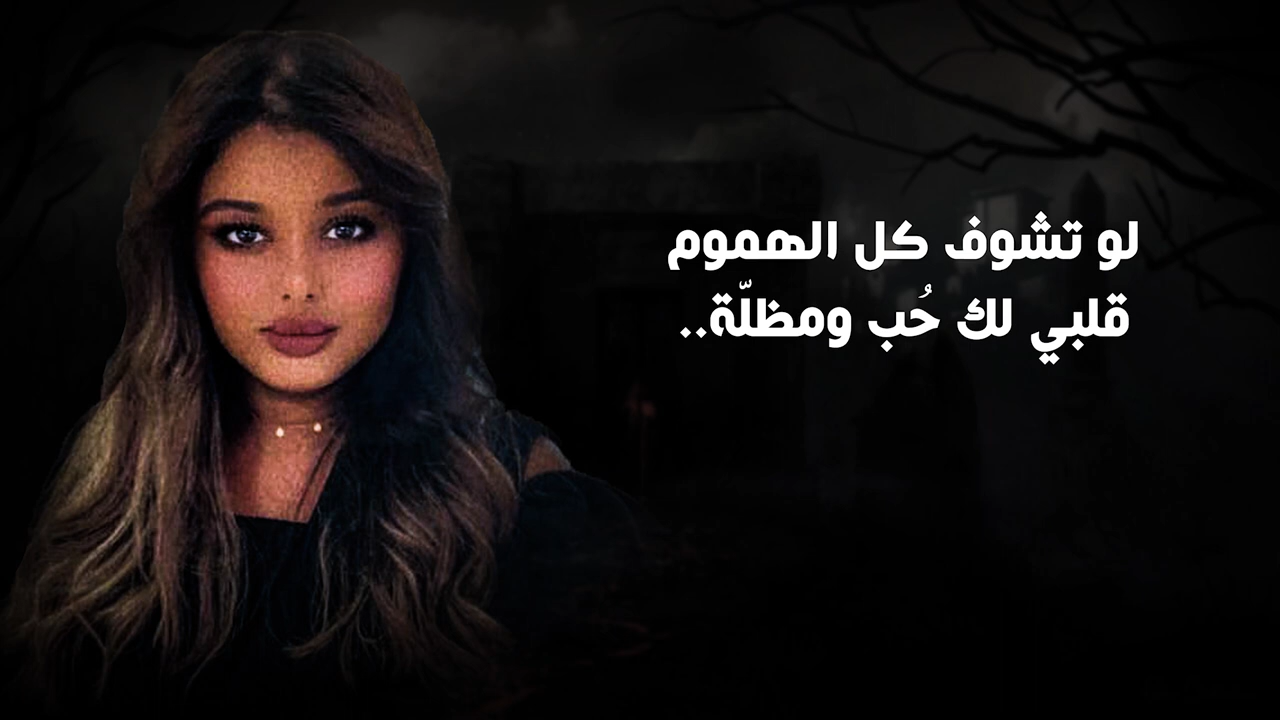 لو تشوف كل الهموم
قلبي لك حُب ومظلّة..